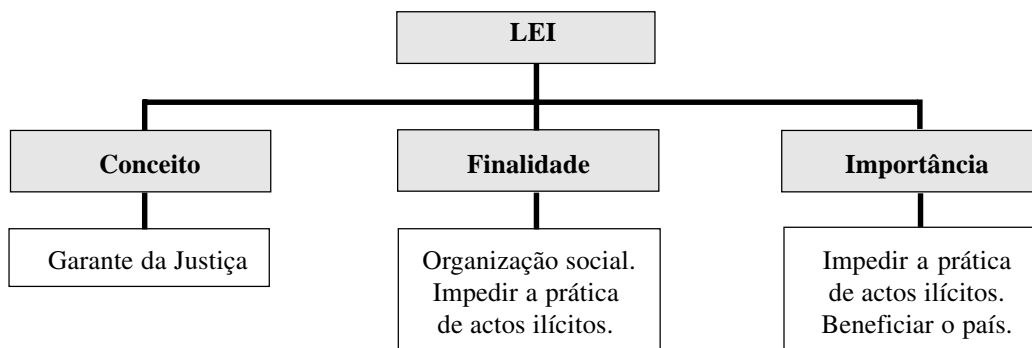 LEI
Conceito
Finalidade
Importância
Garante da Justiça
Organização social.
Impedir a prática
de actos ilícitos.
Impedir a prática
de actos ilícitos.
Beneficiar o país.